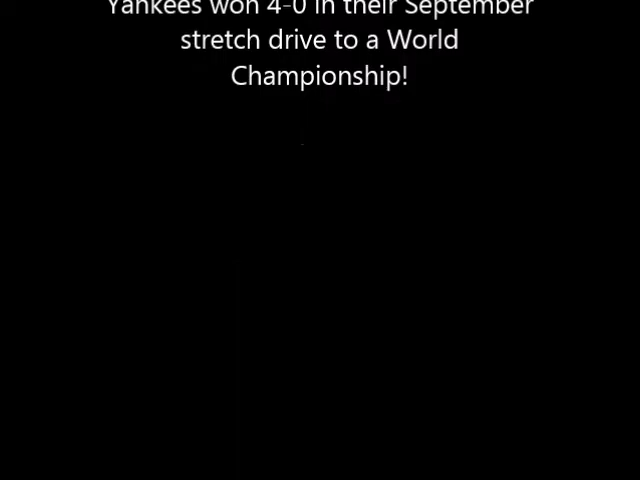 Yankees won 4-0 in their September
stretch drive to a World
Championship!